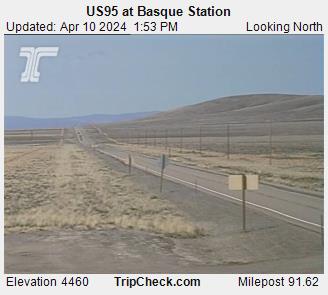 US95 at Basque Station
Updated: Apr 10 2024 1:53 PM Looking North
Elevation 4460 TripCheck.com Milepost 91.62